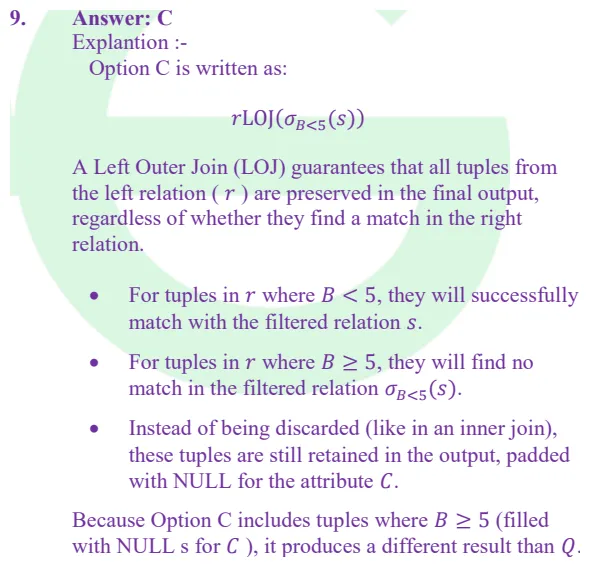 9. Answer: C
Explantion :-
Option C is written as:
rLOJ(σ_{B<5}(s))
A Left Outer Join (LOJ) guarantees that all tuples from
the left relation ( r ) are preserved in the final output,
regardless of whether they find a match in the right
relation.
• For tuples in r where B < 5, they will successfully
match with the filtered relation s.
• For tuples in r where B ≥ 5, they will find no
match in the filtered relation σ_{B<5}(s).
• Instead of being discarded (like in an inner join),
these tuples are still retained in the output, padded
with NULL for the attribute C.
Because Option C includes tuples where B ≥ 5 (filled
with NULL s for C ), it produces a different result than Q.